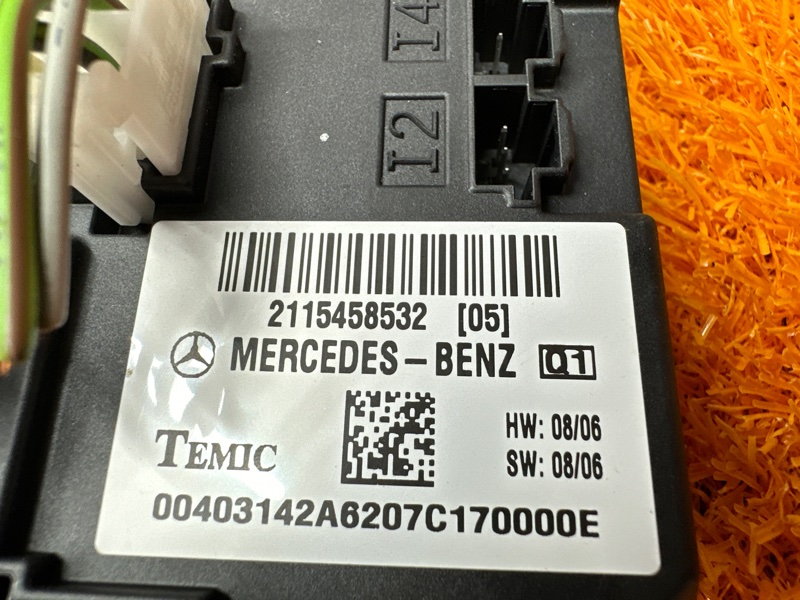 I4
I2
2115458532 [05]
MERCEDES-BENZ Q1
TEMIC
HW: 08/06
SW: 08/06
00403142A6207C170000E